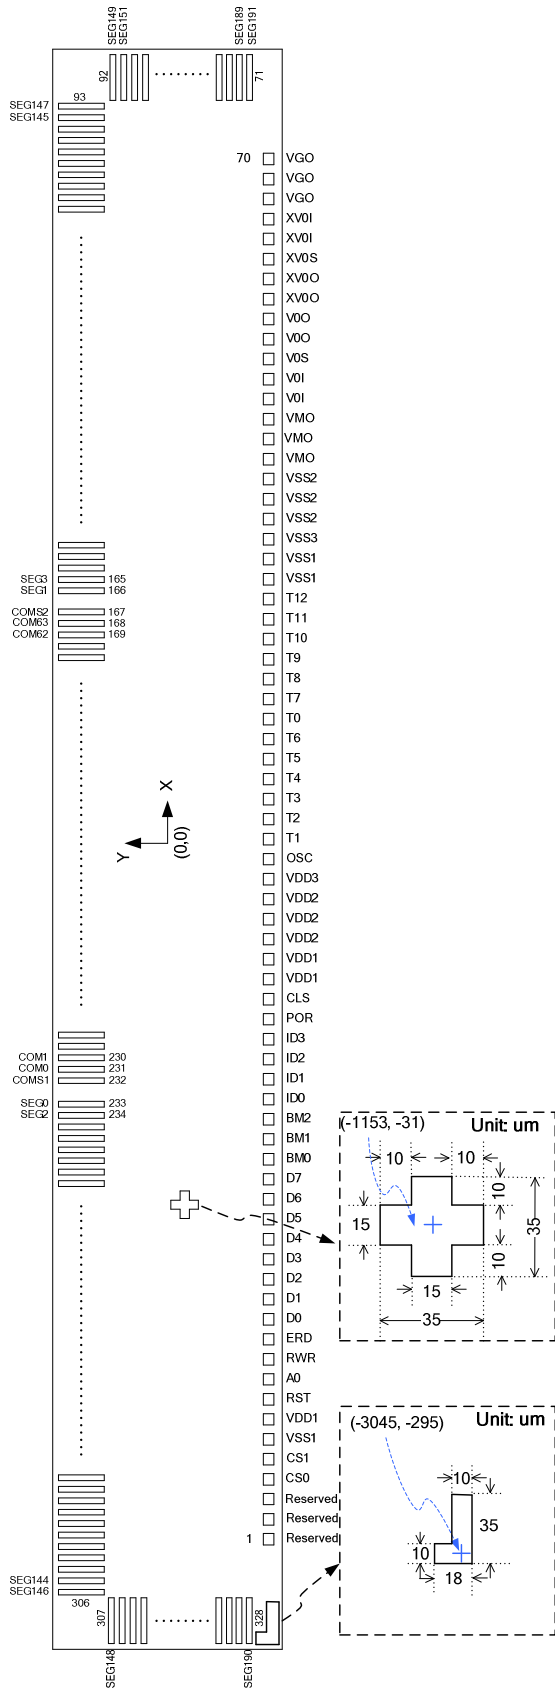 SEG149
SEG151
SEG189
SEG191
92
71
93
SEG147
SEG145
70
VGO
VGO
VGO
XV0I
XV0I
XV0S
XV0O
XV0O
V0O
V0O
V0S
V0I
V0I
VMO
VMO
VMO
VSS2
VSS2
VSS2
VSS3
VSS1
VSS1
SEG3 165
SEG1 166
COMS2 167
COM63 168
COM62 169
T12
T11
T10
T9
T8
T7
T0
T6
T5
T4
T3
T2
T1
X
Y
(0,0)
OSC
VDD3
VDD2
VDD2
VDD2
VDD1
VDD1
CLS
POR
ID3
ID2
ID1
ID0
COM1 230
COM0 231
COMS1 232
SEG0 233
SEG2 234
BM2
BM1
BM0
D7
D6
D5
D4
D3
D2
D1
D0
ERD
RWR
A0
RST
VDD1
VSS1
CS1
CS0
Reserved
Reserved
1 Reserved
(-1153, -31) Unit: um
10 10
10
15
35
10
15
35
(-3045, -295) Unit: um
10
35
10
18
SEG144
SEG146
306
307
328
SEG148
SEG190